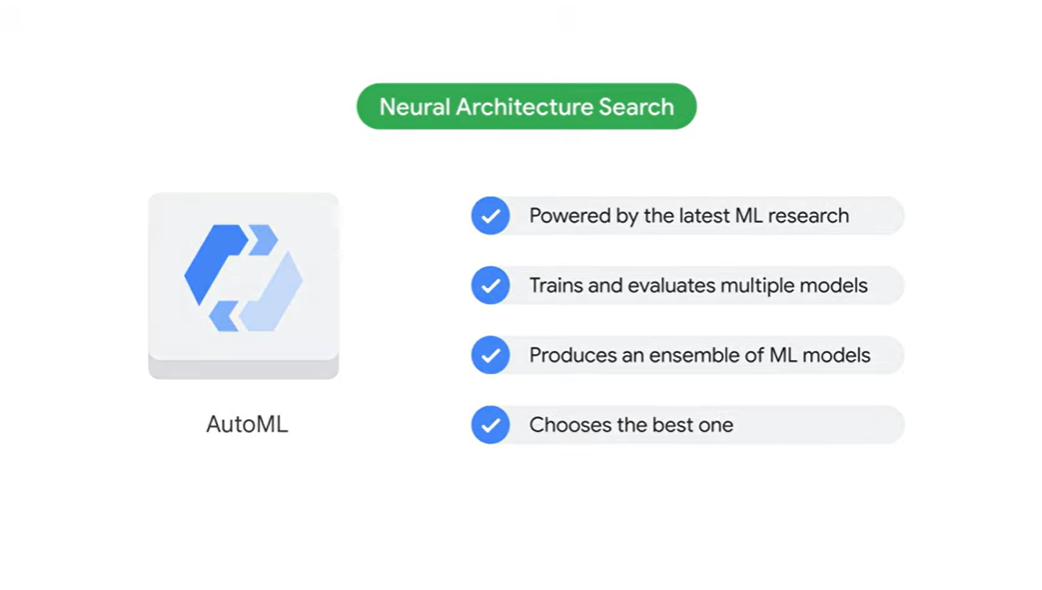 Neural Architecture Search
Powered by the latest ML research
Trains and evaluates multiple models
Produces an ensemble of ML models
Chooses the best one
AutoML